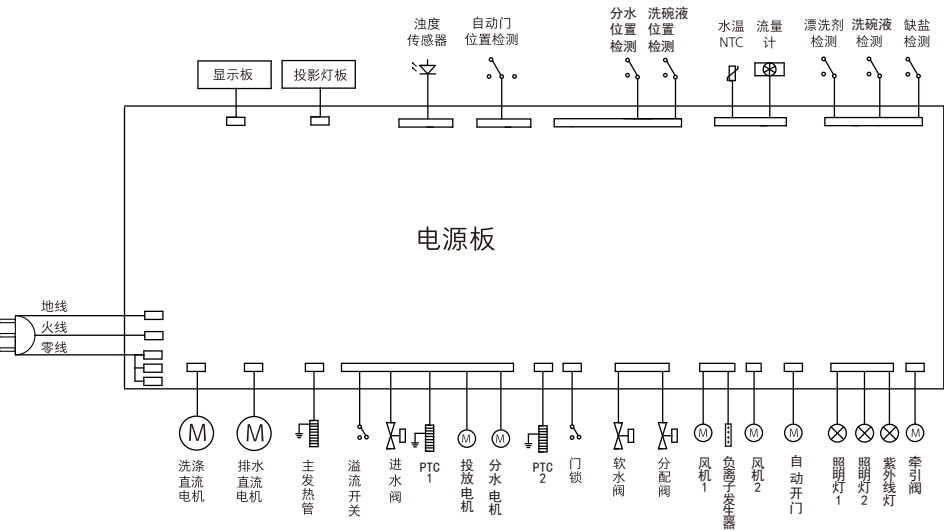 浊度
传感器
自动门
位置检测
分水
位置
检测
洗碗液
位置
检测
水温
NTC
流量
计
漂洗剂
检测
洗碗液
检测
缺盐
检测
显示板
投影灯板
电源板
地线
火线
零线
M
洗涤
直流
电机
M
排水
直流
电机
主发热管
溢流开关
进水阀
PTC
1
M
投放电机
M
分水 电机
PTC
2
门锁
软水阀
分配阀
M
风机1
负离子发生器
M
风机2
M
自动开门
照明灯1
照明灯2
紫外线灯
M
牵引阀